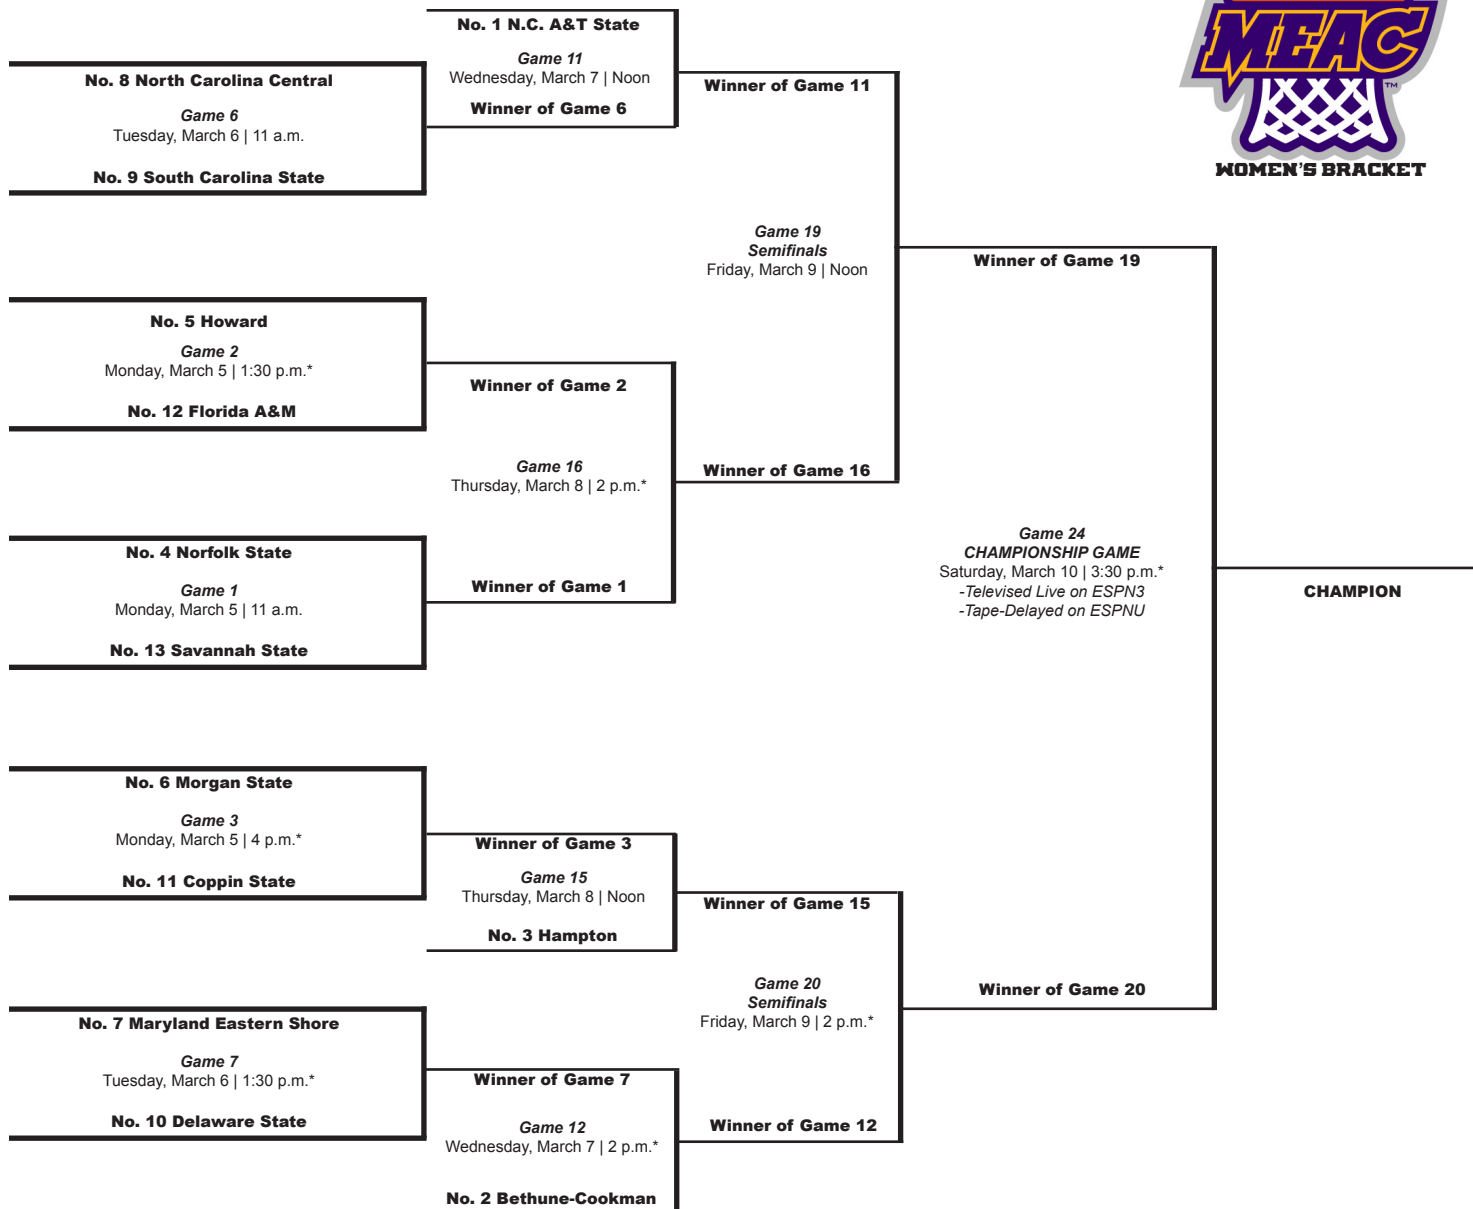 MEAC
TM
WOMEN'S BRACKET
No. 1 N.C. A&T State
Game 11
Wednesday, March 7 | Noon
Winner of Game 6
No. 8 North Carolina Central
Game 6
Tuesday, March 6 | 11 a.m.
No. 9 South Carolina State
Winner of Game 11
Game 19
Semifinals
Friday, March 9 | Noon
Winner of Game 19
No. 5 Howard
Game 2
Monday, March 5 | 1:30 p.m.*
No. 12 Florida A&M
Winner of Game 2
Game 16
Thursday, March 8 | 2 p.m.*
Winner of Game 16
No. 4 Norfolk State
Game 1
Monday, March 5 | 11 a.m.
No. 13 Savannah State
Winner of Game 1
Game 24
CHAMPIONSHIP GAME
Saturday, March 10 | 3:30 p.m.*
-Televised Live on ESPN3
-Tape-Delayed on ESPNU
CHAMPION
No. 6 Morgan State
Game 3
Monday, March 5 | 4 p.m.*
No. 11 Coppin State
Winner of Game 3
Game 15
Thursday, March 8 | Noon
No. 3 Hampton
Winner of Game 15
Game 20
Semifinals
Friday, March 9 | 2 p.m.*
Winner of Game 20
No. 7 Maryland Eastern Shore
Game 7
Tuesday, March 6 | 1:30 p.m.*
No. 10 Delaware State
Winner of Game 7
Game 12
Wednesday, March 7 | 2 p.m.*
No. 2 Bethune-Cookman
Winner of Game 12